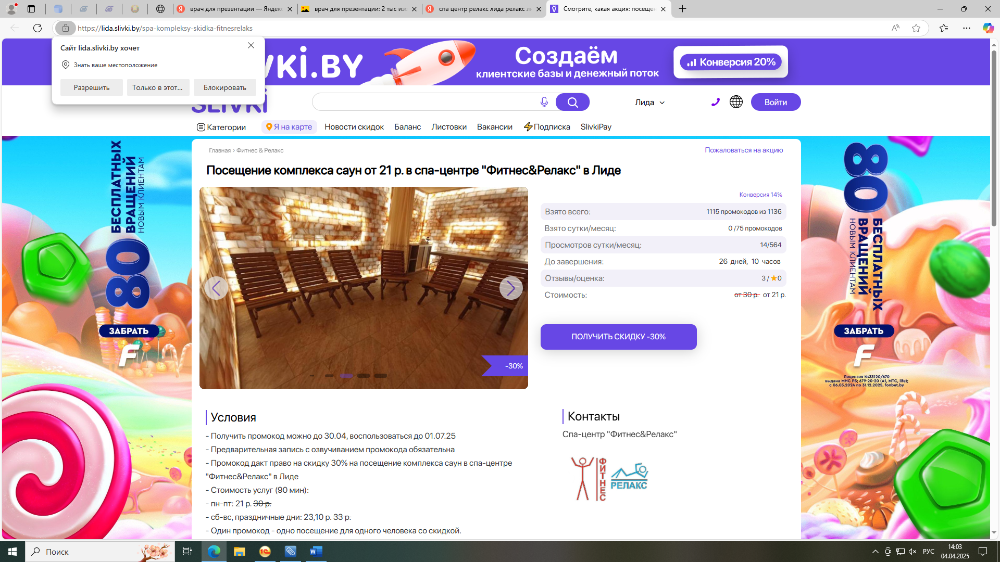 врач для презентации — Яндекс
врач для презентации: 2 тыс изо
спа центр релакс лида релакс ли
Смотрите, какая акция: посещен
https://lida.slivki.by/spa-kompleksy-skidka-fitnesrelaks
Сайт lida.slivki.by хочет
Знать ваше местоположение
Разрешить
Только в этот...
Блокировать
Создаём
клиентские базы и денежный поток
Конверсия 20%
SLIVKI
Лида
Войти
Категории
Я на карте
Новости скидок
Баланс
Листовки
Вакансии
Подписка
SlivkiPay
Главная > Фитнес & Релакс
Пожаловаться на акцию
Посещение комплекса саун от 21 р. в спа-центре "Фитнес&Релакс" в Лиде
Конверсия 14%
Взято всего: 1115 промокодов из 1136
Взято сутки/месяц: 0 /75 промокодов
Просмотров сутки/месяц: 14/564
До завершения: 26 дней, 10 часов
Отзывы/оценка: 3 / ★0
Стоимость: от 30 р. от 21 р.
ПОЛУЧИТЬ СКИДКУ -30%
-30%
80
БЕСПЛАТНЫХ
ВРАЩЕНИЙ
НОВЫМ КЛИЕНТАМ
ЗАБРАТЬ
F
80
БЕСПЛАТНЫХ
ВРАЩЕНИЙ
НОВЫМ КЛИЕНТАМ
ЗАБРАТЬ
F
Лицензия №33120/670
выдана МНС РБ; 679-20-20 (A1, МТС, life);
с 06.03.2024 по 31.12.2025, fonbet.by
Условия
- Получить промокод можно до 30.04, воспользоваться до 01.07.25
- Предварительная запись с озвучиванием промокода обязательна
- Промокод дакт право на скидку 30% на посещение комплекса саун в спа-центре
"Фитнес&Релакс" в Лиде
- Стоимость услуг (90 мин):
- пн-пт: 21 р. 30 р.
- сб-вс, праздничные дни: 23,10 р. 33 р.
- Один промокод - одно посещение для одного человека со скидкой.
Контакты
Спа-центр "Фитнес&Релакс"
ФИТНЕС
РЕЛАКС
Поиск
РУС
14:03
04.04.2025